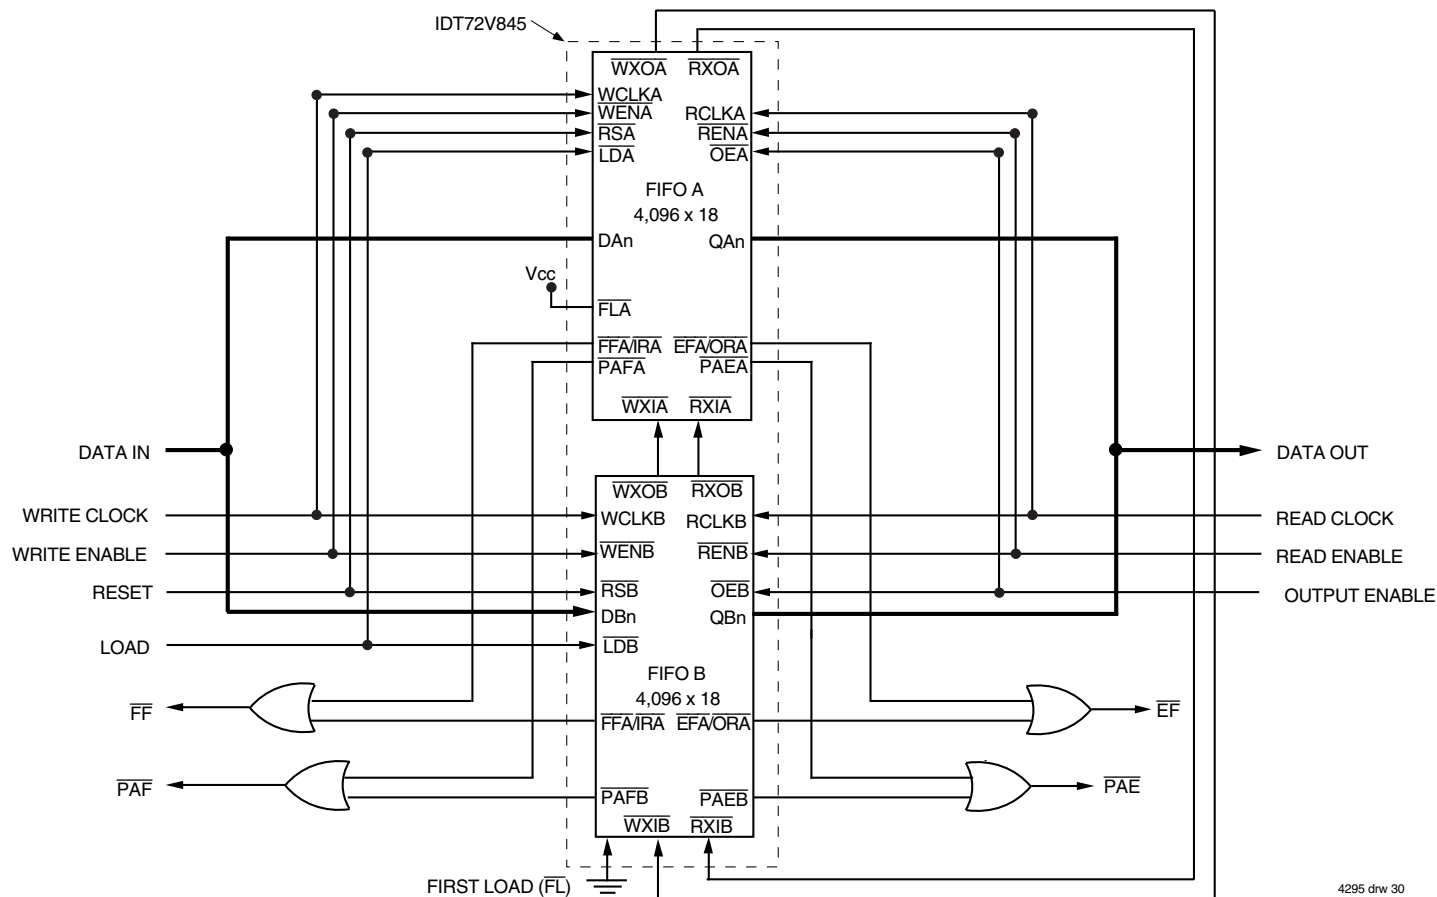 IDT72V845
WXOA RXOA
WCLKA
WENA
RSA
LDA
RCLKA
RENA
OEA
FIFO A
4,096 x 18
DAn QAn
Vcc
FLA
FFA/IRA EFA/ORA
PAFA PAEA
WXIA RXIA
DATA IN
DATA OUT
WXOB RXOB
WRITE CLOCK WCLKB RCLKB READ CLOCK
WRITE ENABLE WENB RENB READ ENABLE
RESET RSB OEB OUTPUT ENABLE
DBn QBn
LOAD LDB
FIFO B
4,096 x 18
FF FFA/IRA EFA/ORA EF
PAF PAFB PAEB PAE
WXIB RXIB
FIRST LOAD (FL)
4295 drw 30